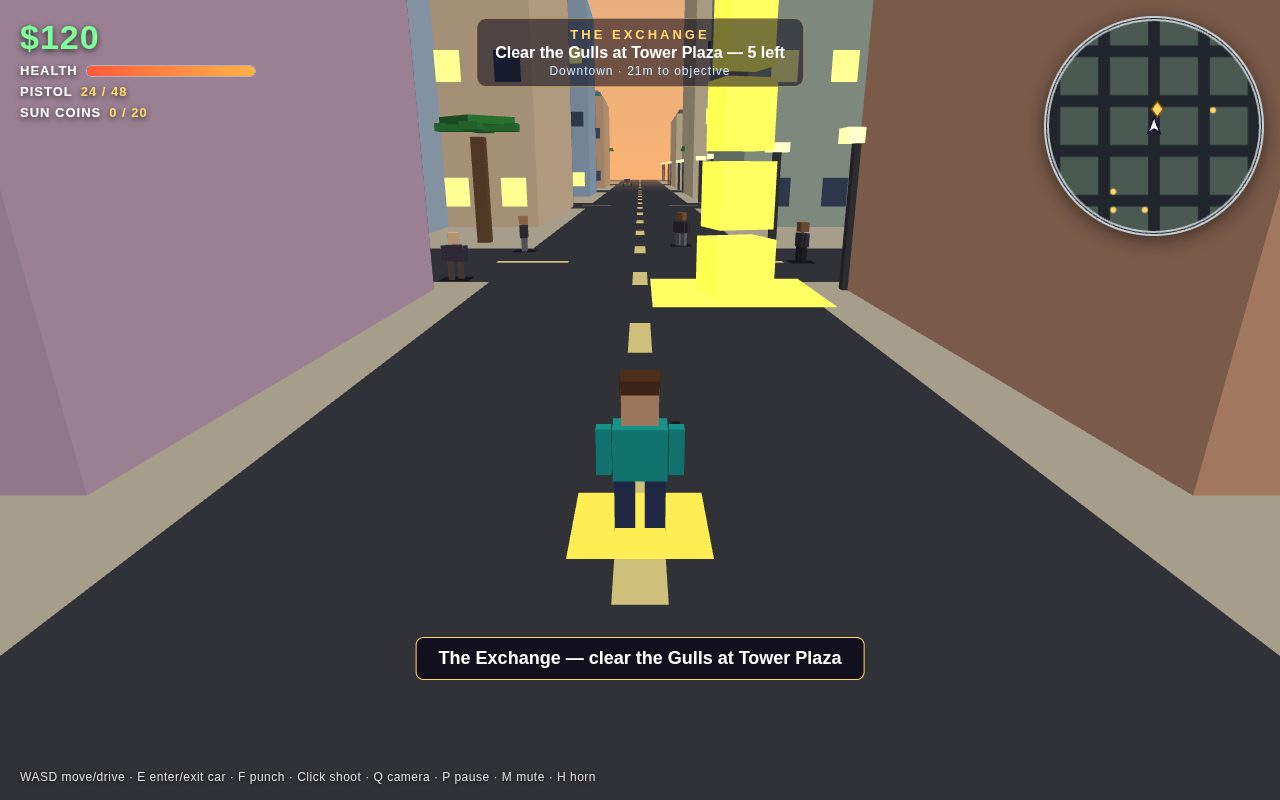 $120
HEALTH
PISTOL 24 / 48
SUN COINS 0 / 20
THE EXCHANGE
Clear the Gulls at Tower Plaza — 5 left
Downtown · 21m to objective
The Exchange — clear the Gulls at Tower Plaza
WASD move/drive · E enter/exit car · F punch · Click shoot · Q camera · P pause · M mute · H horn